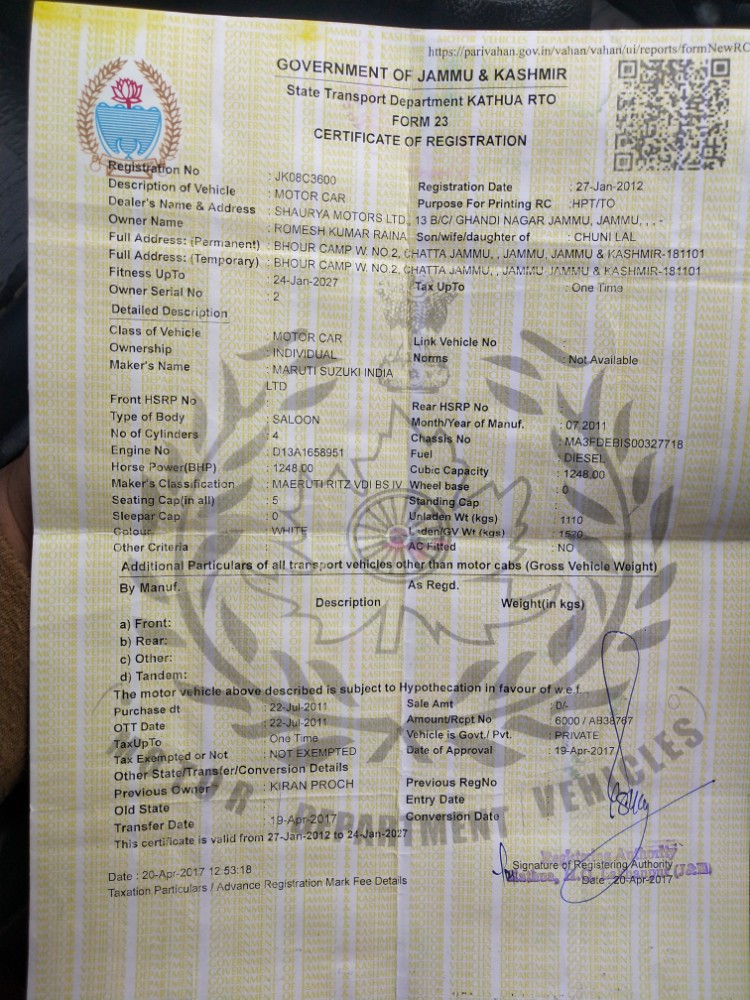 https://parivahan.gov.in/vahan/vahan/ui/reports/formNewRC
GOVERNMENT OF JAMMU & KASHMIR
State Transport Department KATHUA RTO
FORM 23
CERTIFICATE OF REGISTRATION
Registration No : JK08C3600 Registration Date : 27-Jan-2012
Description of Vehicle : MOTOR CAR Purpose For Printing RC : HPT/TO
Dealer's Name & Address : SHAURYA MOTORS LTD, 13 B/C/ GHANDI NAGAR JAMMU, JAMMU, , , -
Owner Name : ROMESH KUMAR RAINA Son/wife/daughter of : CHUNI LAL
Full Address: (Permanent) : BHOUR CAMP W. NO.2, CHATTA JAMMU, , JAMMU, JAMMU & KASHMIR-181101
Full Address: (Temporary) : BHOUR CAMP W. NO.2, CHATTA JAMMU, , JAMMU JAMMU & KASHMIR-181101
Fitness UpTo : 24-Jan-2027 Tax UpTo : One Time
Owner Serial No : 2
Detailed Description
Class of Vehicle : MOTOR CAR Link Vehicle No :
Ownership : INDIVIDUAL Norms : Not Available
Maker's Name : MARUTI SUZUKI INDIA
LTD
Front HSRP No : Rear HSRP No :
Type of Body : SALOON Month/Year of Manuf. : 07 2011
No of Cylinders : 4 Chassis No : MA3FDEBIS00327718
Engine No : D13A1658951 Fuel : DIESEL
Horse Power(BHP) : 1248.00 Cubic Capacity : 1248.00
Maker's Classification : MAERUTI RITZ VDI BS IV Wheel base : 0
Seating Cap(in all) : 5 Standing Cap :
Sleepar Cap : 0 Unladen Wt (kgs) : 1110
Colour : WHITE Laden/GV Wt (kgs) : 1520
Other Criteria : AC Fitted : NO
Additional Particulars of all transport vehicles other than motor cabs (Gross Vehicle Weight)
By Manuf. As Regd.
Description Weight(in kgs)
a) Front:
b) Rear:
c) Other:
d) Tandem:
The motor vehicle above described is subject to Hypothecation in favour of w.e.f.
Purchase dt : 22-Jul-2011 Sale Amt : 0/-
OTT Date : 22-Jul-2011 Amount/Rcpt No : 6000 / AB38767
TaxUpTo : One Time Vehicle is Govt./ Pvt. : PRIVATE
Tax Exempted or Not : NOT EXEMPTED Date of Approval : 19-Apr-2017
Other State/Transfer/Conversion Details
Previous Owner : KIRAN PROCH Previous RegNo
Old State : Entry Date
Transfer Date : 19-Apr-2017 Conversion Date
This certificate is valid from 27-Jan-2012 to 24-Jan-2027
MOTOR DEPARTMENT VEHICLES
Signature of Registering Authority
Date : 20-Apr-2017 12 53:18 Date : 20-Apr-2017
Taxation Particulars / Advance Registration Mark Fee Details